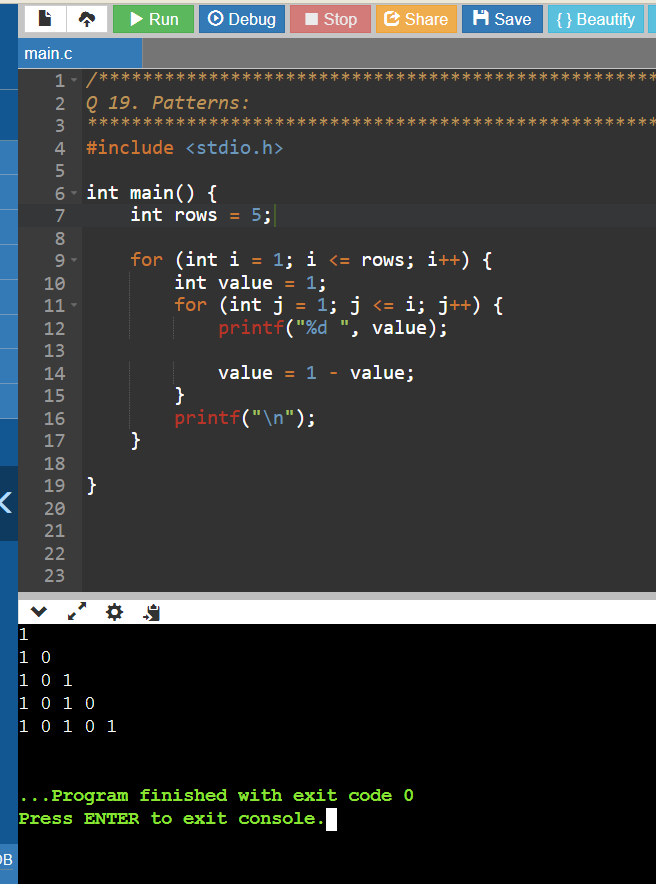 Run Debug Stop Share Save { } Beautify
main.c
1 /***************************************************
2 Q 19. Patterns:
3 ****************************************************
4 #include <stdio.h>
5
6 int main() {
7     int rows = 5;
8
9     for (int i = 1; i <= rows; i++) {
10         int value = 1;
11         for (int j = 1; j <= i; j++) {
12             printf("%d ", value);
13
14             value = 1 - value;
15         }
16         printf("\n");
17     }
18
19 }
20
21
22
23
1
1 0
1 0 1
1 0 1 0
1 0 1 0 1
...Program finished with exit code 0
Press ENTER to exit console.